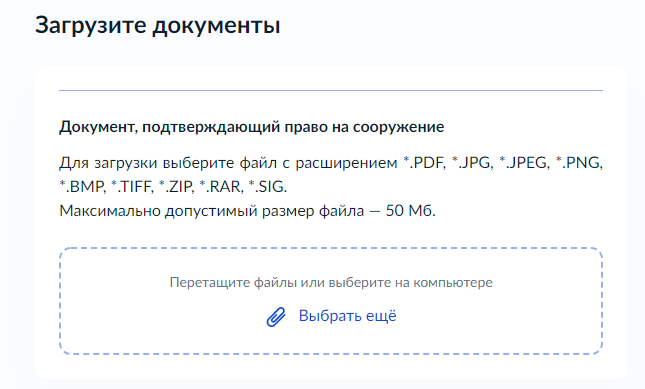 Загрузите документы
Документ, подтверждающий право на сооружение
Для загрузки выберите файл с расширением *.PDF, *.JPG, *.JPEG, *.PNG,
*.BMP, *.TIFF, *.ZIP, *.RAR, *.SIG.
Максимально допустимый размер файла — 50 Мб.
Перетащите файлы или выберите на компьютере
Выбрать ещё